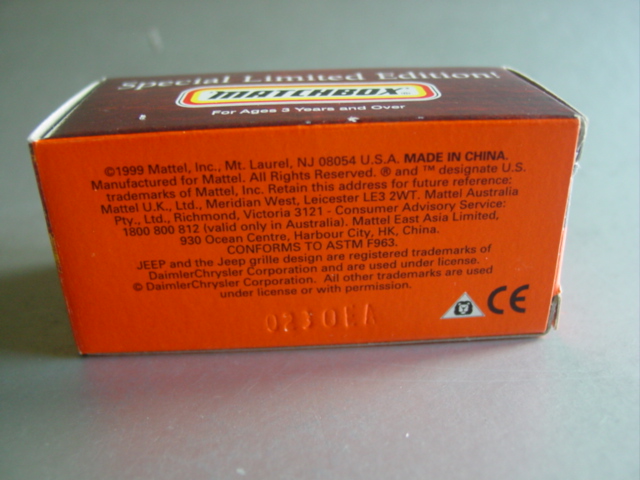 Special Limited Edition!
MATCHBOX®
For Ages 3 Years and Over
©1999 Mattel, Inc., Mt. Laurel, NJ 08054 U.S.A. MADE IN CHINA.
Manufactured for Mattel. All Rights Reserved. ® and ™ designate U.S.
trademarks of Mattel, Inc. Retain this address for future reference:
Mattel U.K., Ltd., Meridian West, Leicester LE3 2WT. Mattel Australia
Pty., Ltd., Richmond, Victoria 3121 - Consumer Advisory Service:
1800 800 812 (valid only in Australia). Mattel East Asia Limited,
930 Ocean Centre, Harbour City, HK, China.
CONFORMS TO ASTM F963.
JEEP and the Jeep grille design are registered trademarks of
DaimlerChrysler Corporation and are used under license.
© DaimlerChrysler Corporation. All other trademarks are used
under license or with permission.
CE